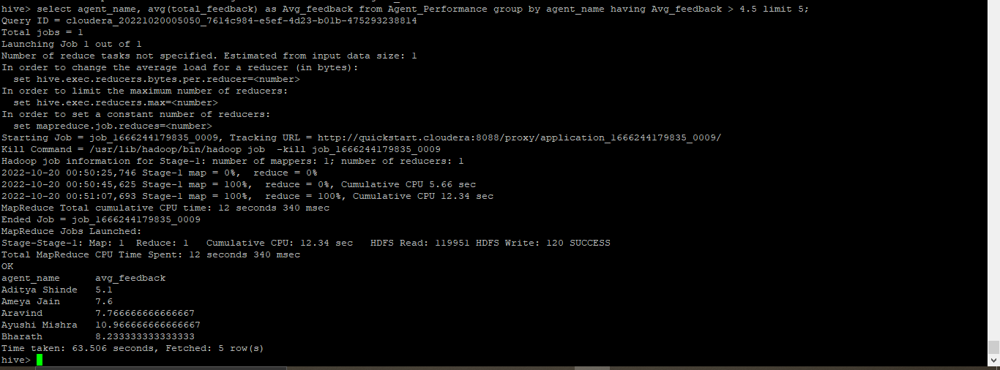 hive> select agent_name, avg(total_feedback) as Avg_feedback from Agent_Performance group by agent_name having Avg_feedback > 4.5 limit 5;
Query ID = cloudera_20221020005050_7614c984-e5ef-4d23-b01b-475293238814
Total jobs = 1
Launching Job 1 out of 1
Number of reduce tasks not specified. Estimated from input data size: 1
In order to change the average load for a reducer (in bytes):
  set hive.exec.reducers.bytes.per.reducer=<number>
In order to limit the maximum number of reducers:
  set hive.exec.reducers.max=<number>
In order to set a constant number of reducers:
  set mapreduce.job.reduces=<number>
Starting Job = job_1666244179835_0009, Tracking URL = http://quickstart.cloudera:8088/proxy/application_1666244179835_0009/
Kill Command = /usr/lib/hadoop/bin/hadoop job  -kill job_1666244179835_0009
Hadoop job information for Stage-1: number of mappers: 1; number of reducers: 1
2022-10-20 00:50:25,746 Stage-1 map = 0%,  reduce = 0%
2022-10-20 00:50:45,625 Stage-1 map = 100%,  reduce = 0%, Cumulative CPU 5.66 sec
2022-10-20 00:51:07,693 Stage-1 map = 100%,  reduce = 100%, Cumulative CPU 12.34 sec
MapReduce Total cumulative CPU time: 12 seconds 340 msec
Ended Job = job_1666244179835_0009
MapReduce Jobs Launched:
Stage-Stage-1: Map: 1  Reduce: 1   Cumulative CPU: 12.34 sec   HDFS Read: 119951 HDFS Write: 120 SUCCESS
Total MapReduce CPU Time Spent: 12 seconds 340 msec
OK
agent_name      avg_feedback
Aditya Shinde   5.1
Ameya Jain      7.6
Aravind         7.766666666666667
Ayushi Mishra   10.966666666666667
Bharath         8.233333333333333
Time taken: 63.506 seconds, Fetched: 5 row(s)
hive>